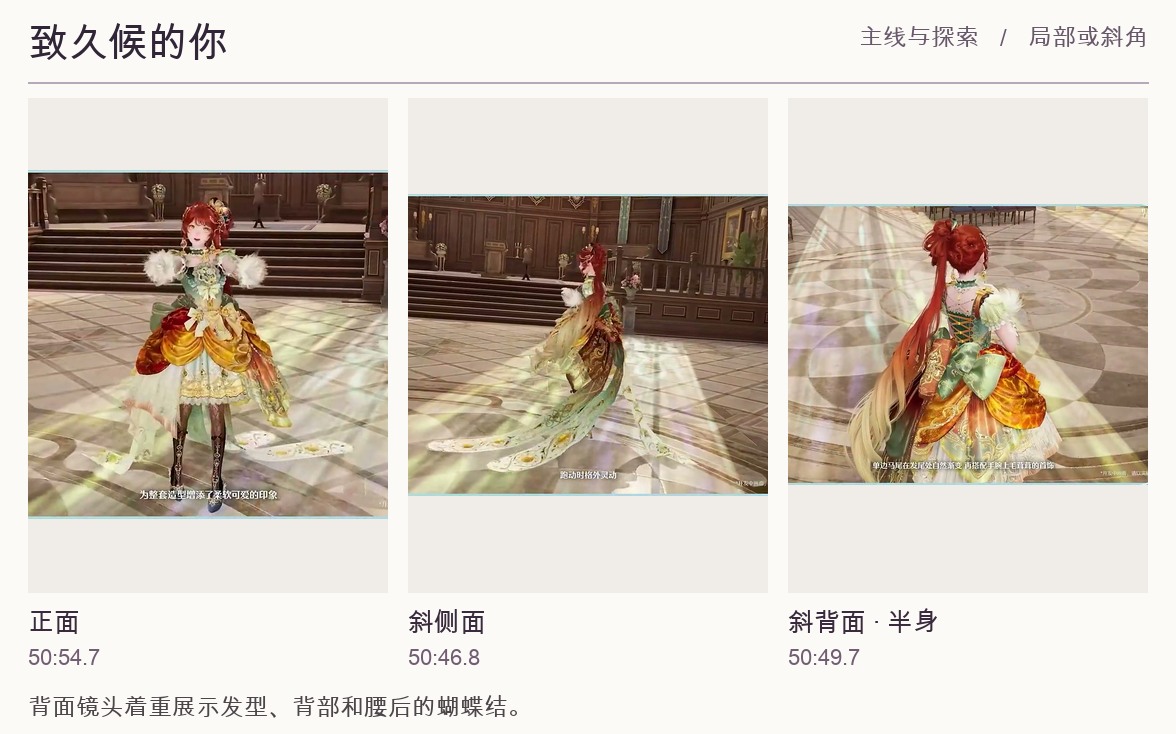 致久候的你
主线与探索 / 局部或斜角
为整套造型增添了柔软可爱的印象
跑动时格外灵动
单边马尾在发尾处自然渐变 再搭配手腕上毛茸茸的首饰
正面
50:54.7
斜侧面
50:46.8
斜背面 · 半身
50:49.7
背面镜头着重展示发型、背部和腰后的蝴蝶结。